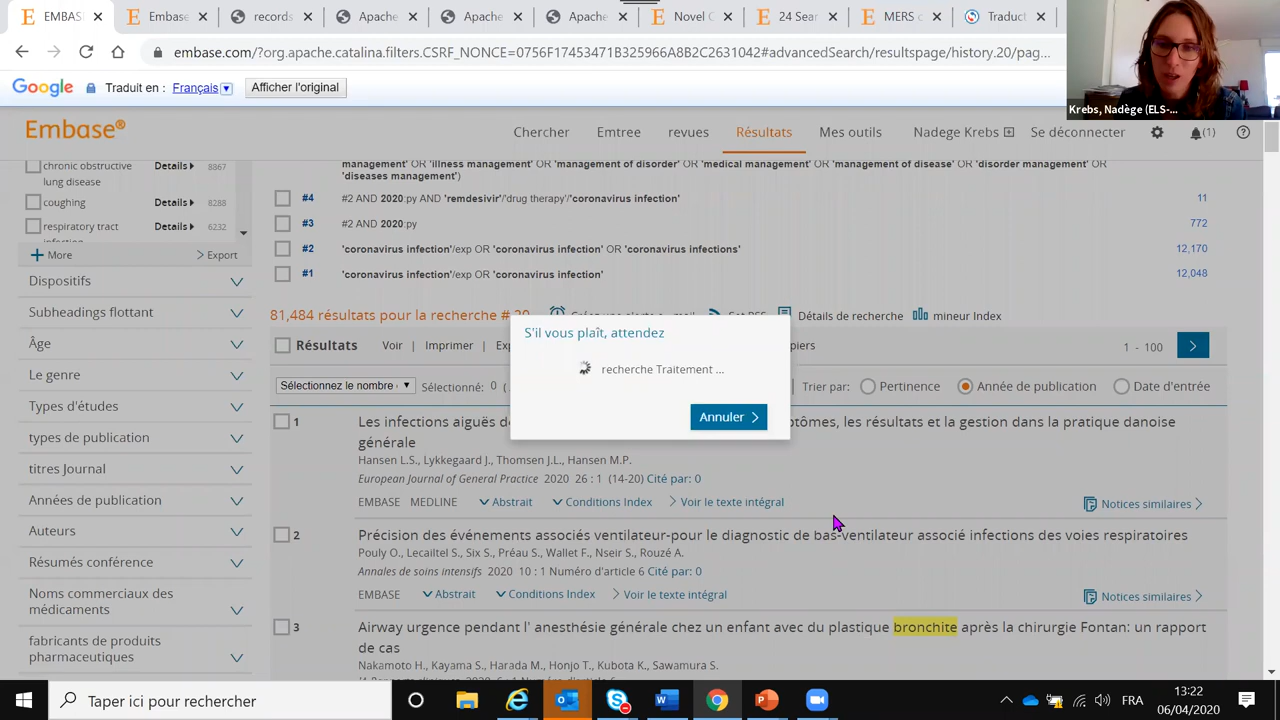 EMBAS
Embase
records
Apache
Apache
Apache
Novel C
24 Sear
MERS c
Traduct
embase.com/?org.apache.catalina.filters.CSRF_NONCE=0756F17453471B325966A8B2C2631042#advancedSearch/resultspage/history.20/pag...
Google Traduit en : Français Afficher l'original
Krebs, Nadège (ELS-...
Embase® Chercher Emtree revues Résultats Mes outils Nadege Krebs Se déconnecter (1)
chronic obstructive lung disease Details 8867
coughing Details 8288
respiratory tract Details 6232
More > Export
Dispositifs
Subheadings flottant
Âge
Le genre
Types d'études
types de publication
titres Journal
Années de publication
Auteurs
Résumés conférence
Noms commerciaux des médicaments
fabricants de produits pharmaceutiques
management' OR 'illness management' OR 'management of disorder' OR 'medical management' OR 'management of disease' OR 'disorder management' OR
'diseases management')
#4 #2 AND 2020:py AND 'remdesivir'/'drug therapy'/'coronavirus infection' 11
#3 #2 AND 2020:py 772
#2 'coronavirus infection'/exp OR 'coronavirus infection' OR 'coronavirus infections' 12,170
#1 'coronavirus infection'/exp OR 'coronavirus infection' 12,048
81,484 résultats pour la recherche # Détails de recherche mineur Index
Résultats Voir Imprimer 1 - 100
Sélectionnez le nombre Sélectionné: 0 Trier par: Pertinence Année de publication Date d'entrée
S'il vous plaît, attendez
recherche Traitement ...
Annuler
1 Les infections aiguës les résultats et la gestion dans la pratique danoise
générale
Hansen L.S., Lykkegaard J., Thomsen J.L., Hansen M.P.
European Journal of General Practice 2020 26 : 1 (14-20) Cité par: 0
EMBASE MEDLINE Abstrait Conditions Index Voir le texte intégral Notices similaires
2 Précision des événements associés ventilateur-pour le diagnostic de bas-ventilateur associé infections des voies respiratoires
Pouly O., Lecailtel S., Six S., Préau S., Wallet F., Nseir S., Rouzé A.
Annales de soins intensifs 2020 10 : 1 Numéro d'article 6 Cité par: 0
EMBASE Abstrait Conditions Index Voir le texte intégral Notices similaires
3 Airway urgence pendant l' anesthésie générale chez un enfant avec du plastique bronchite après la chirurgie Fontan: un rapport
de cas
Nakamoto H., Kayama S., Harada M., Honjo T., Kubota K., Sawamura S.
Taper ici pour rechercher
FRA
13:22
06/04/2020